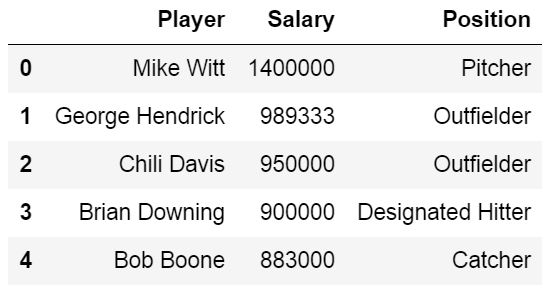 Player Salary Position
0 Mike Witt 1400000 Pitcher
1 George Hendrick 989333 Outfielder
2 Chili Davis 950000 Outfielder
3 Brian Downing 900000 Designated Hitter
4 Bob Boone 883000 Catcher